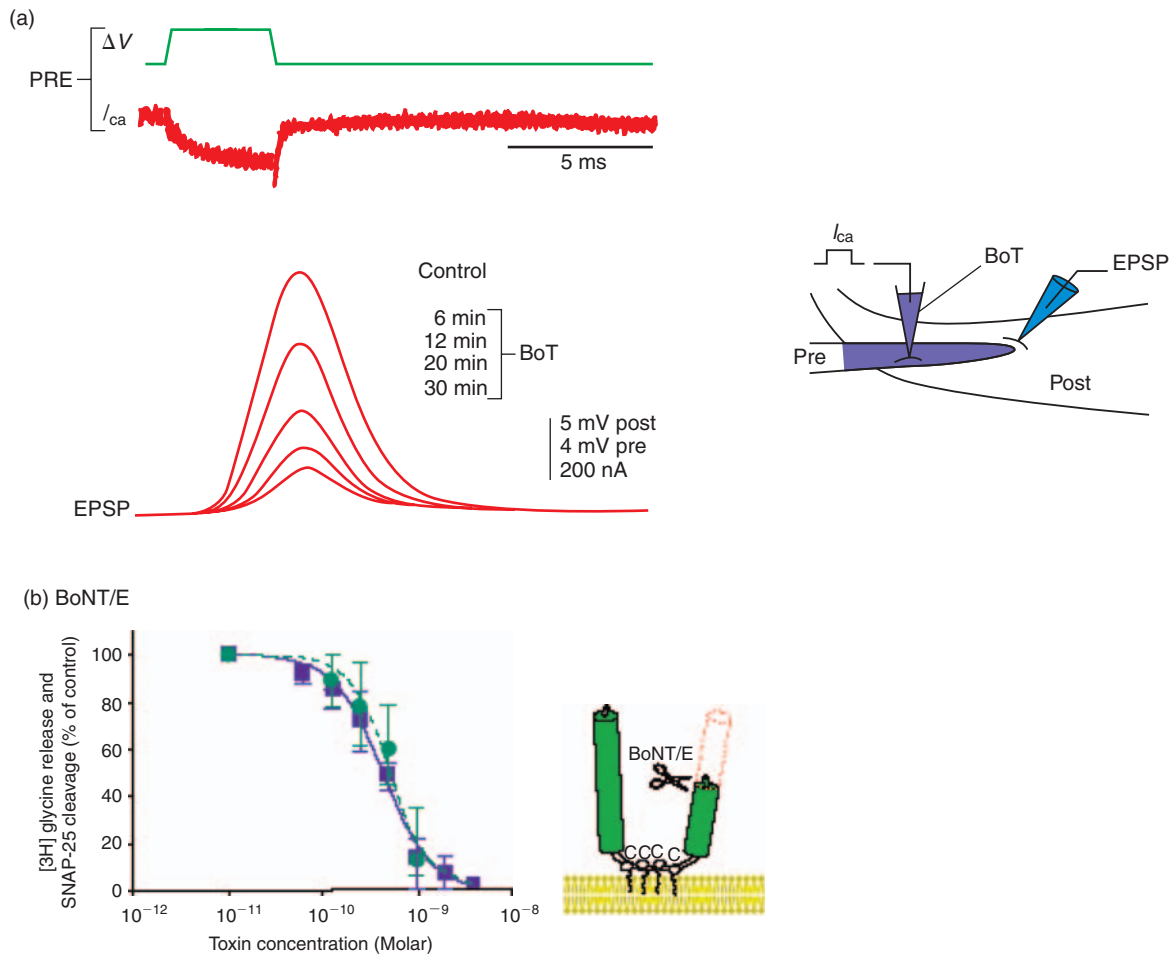 (a)
ΔV
PRE
Ica
5 ms
Control
6 min
12 min
20 min
30 min
BoT
5 mV post
4 mV pre
200 nA
EPSP
Ica
BoT
EPSP
Pre
Post
(b) BoNT/E
[3H] glycine release and
SNAP-25 cleavage (% of control)
100
80
60
40
20
0
10⁻¹²
10⁻¹¹
10⁻¹⁰
10⁻⁹
10⁻⁸
Toxin concentration (Molar)
BoNT/E
CCC C